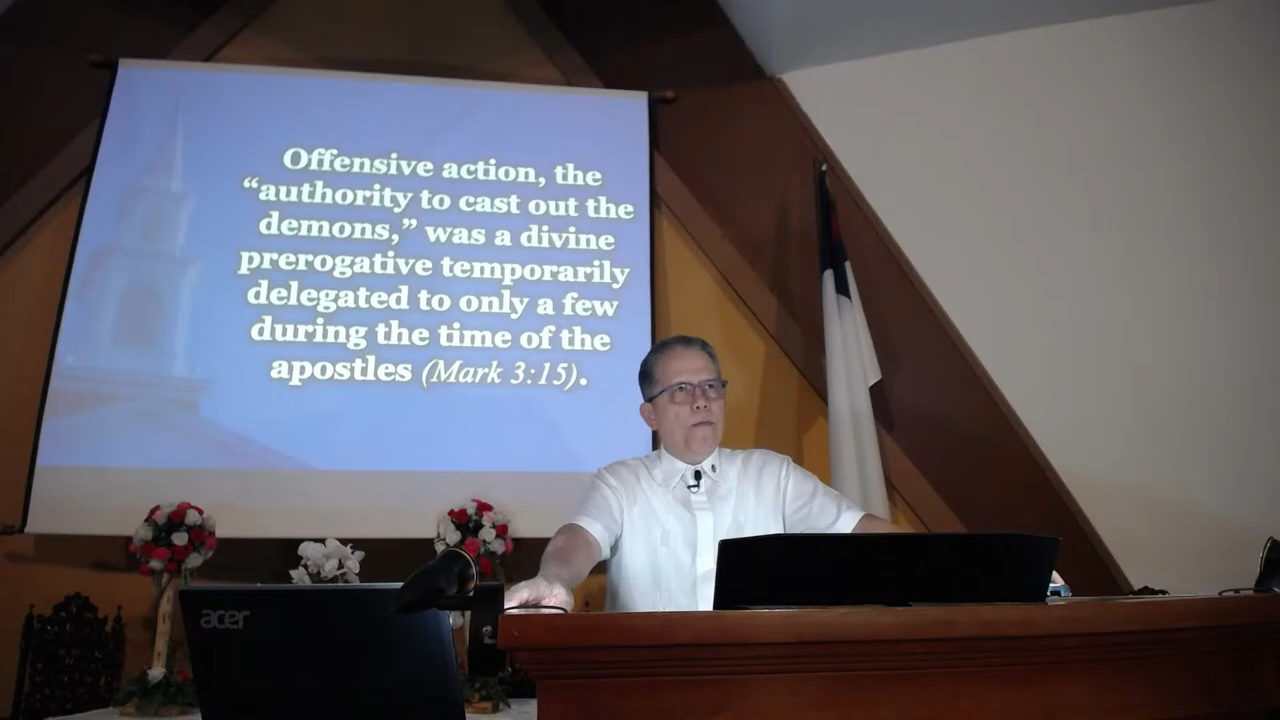 Offensive action, the
“authority to cast out the
demons,” was a divine
prerogative temporarily
delegated to only a few
during the time of the
apostles (Mark 3:15).
acer